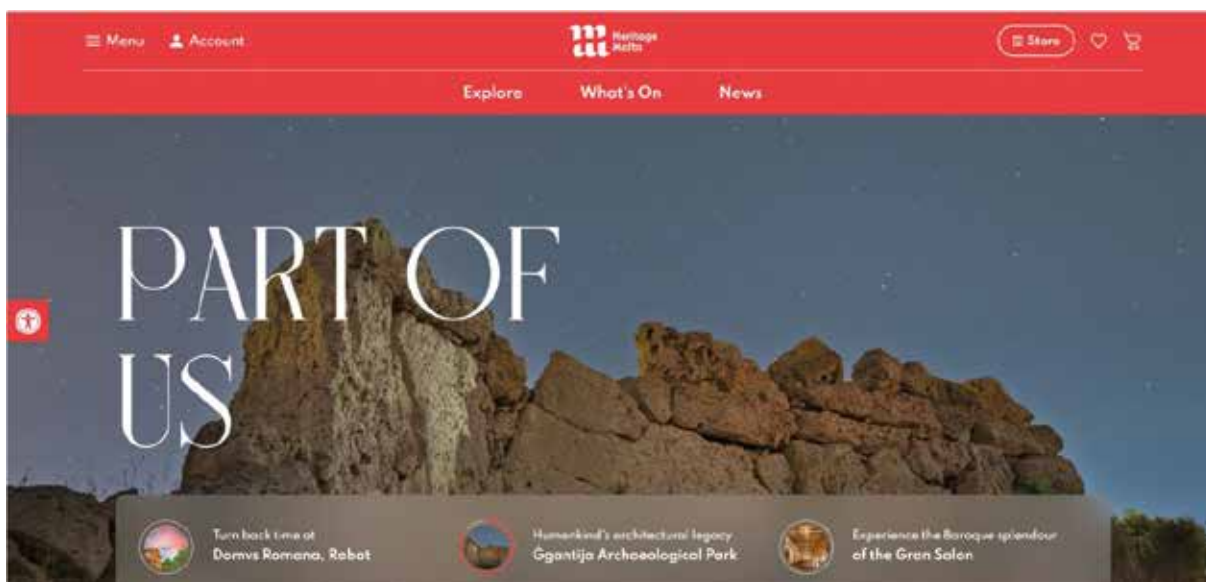 Menu
Account
Heritage
Malta
Store
Explore
What's On
News
PART OF
US
Turn back time at
Domvs Romana, Rabat
Humankind's architectural legacy
Ggantija Archaeological Park
Experience the Baroque splendour
of the Gran Salon